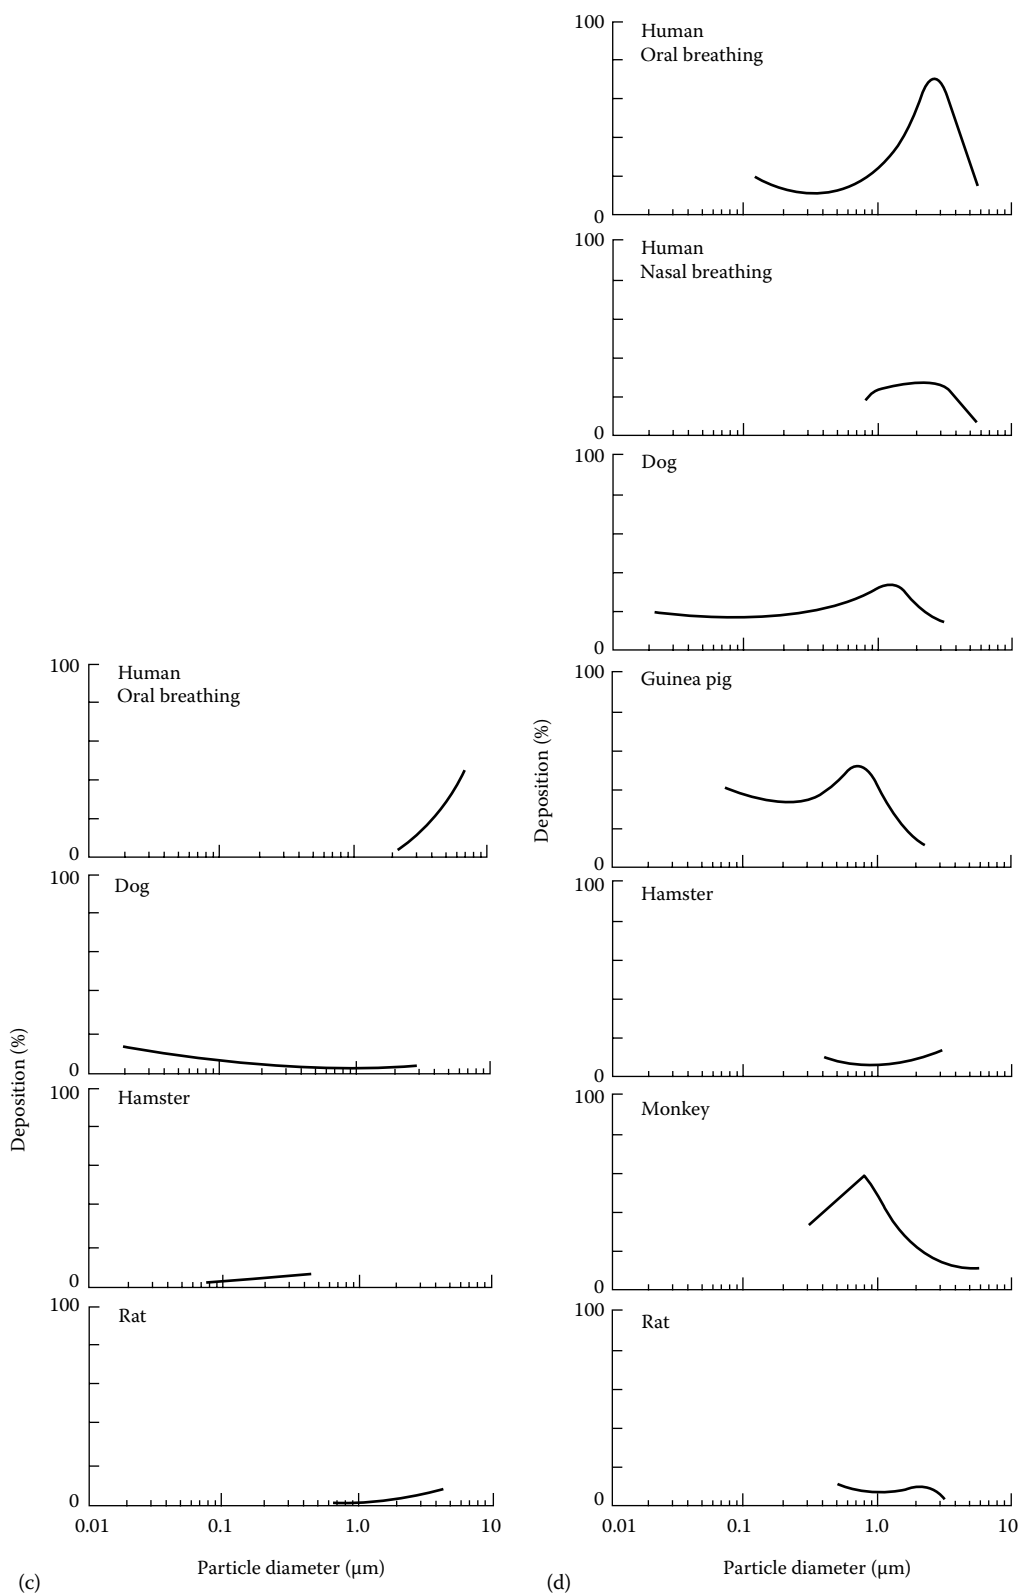 100
Human
Oral breathing
0
100
Dog
0
100
Hamster
0
100
Rat
0
0.01 0.1 1.0 10
Particle diameter (μm)
Deposition (%)
(c)
100
Human
Oral breathing
0
100
Human
Nasal breathing
0
100
Dog
0
100
Guinea pig
0
100
Hamster
0
100
Monkey
0
100
Rat
0
0.01 0.1 1.0 10
Particle diameter (μm)
Deposition (%)
(d)